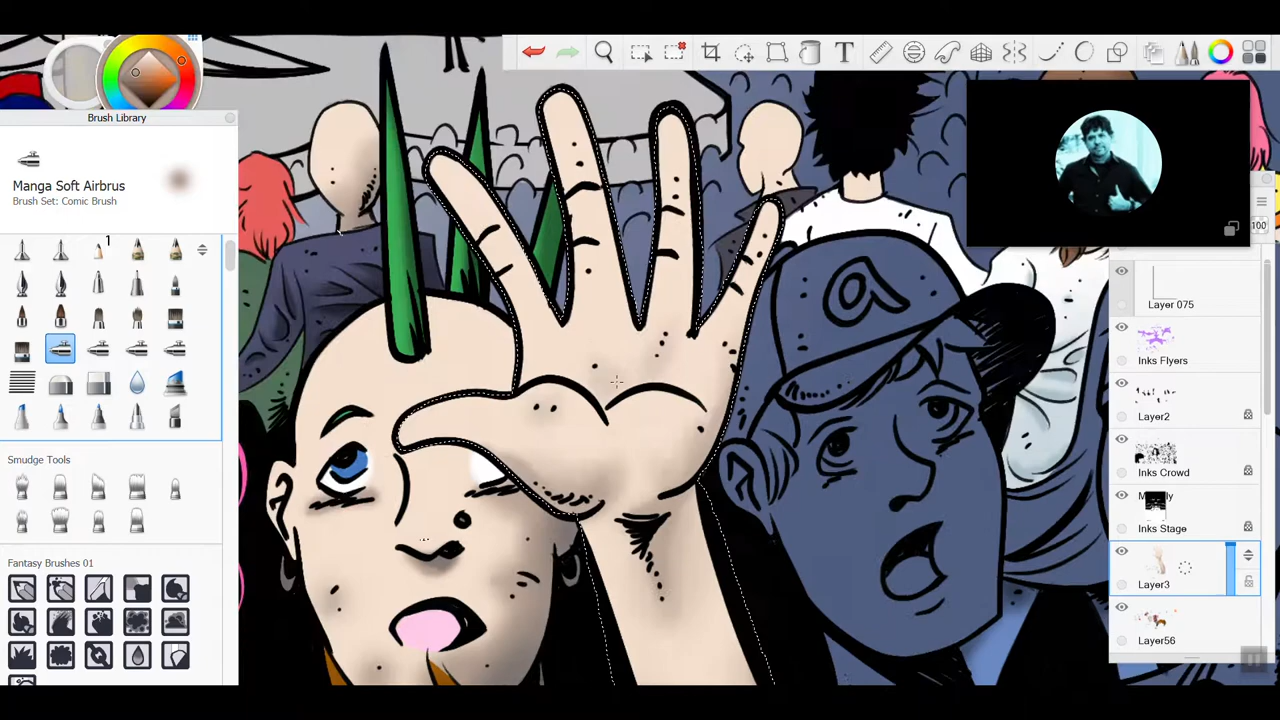 Brush Library
Manga Soft Airbrus
Brush Set: Comic Brush
1
Smudge Tools
Fantasy Brushes 01
T
a
100
Layer 075
Inks Flyers
Layer2
Inks Crowd
Inks Stage
Layer3
Layer56